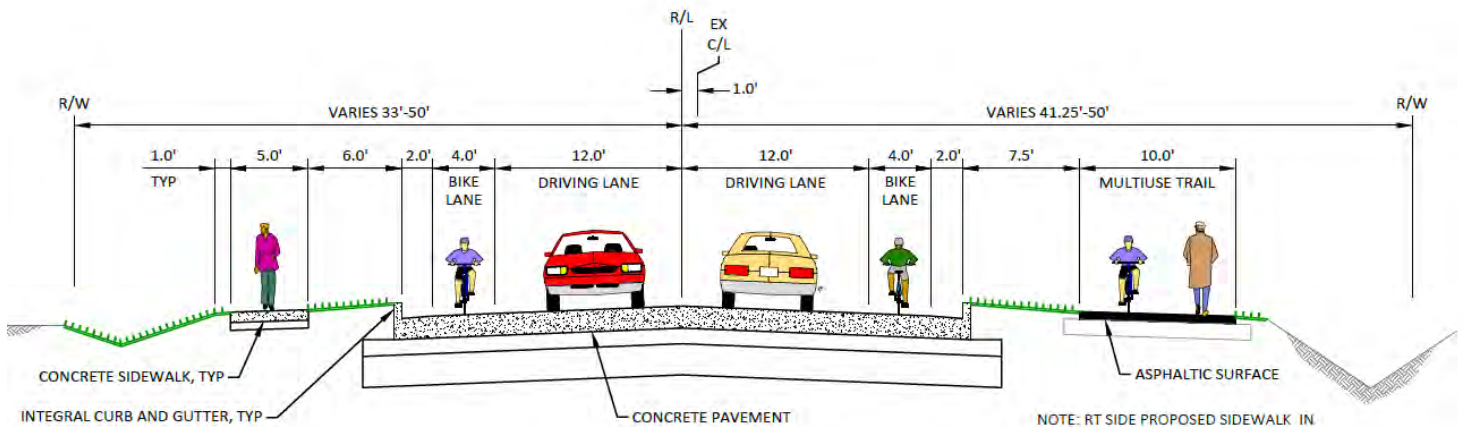 R/L
EX
C/L
1.0'
R/W
VARIES 33'-50'
VARIES 41.25'-50'
R/W
1.0'
TYP
5.0'
6.0'
2.0'
4.0'
BIKE
LANE
12.0'
DRIVING LANE
12.0'
DRIVING LANE
4.0'
BIKE
LANE
2.0'
7.5'
10.0'
MULTIUSE TRAIL
CONCRETE SIDEWALK, TYP
INTEGRAL CURB AND GUTTER, TYP
CONCRETE PAVEMENT
ASPHALTIC SURFACE
NOTE: RT SIDE PROPOSED SIDEWALK IN